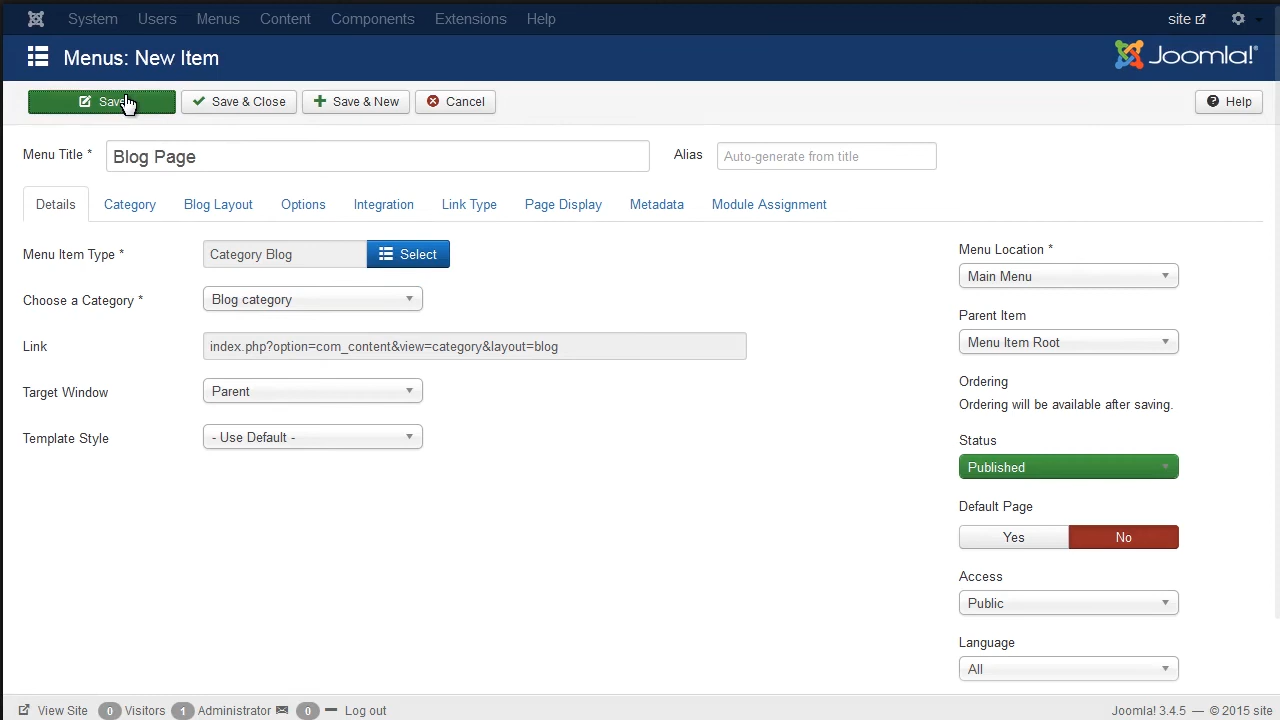 System Users Menus Content Components Extensions Help site
Menus: New Item Joomla!®
Save Save & Close Save & New Cancel Help
Menu Title * Blog Page Alias Auto-generate from title
Details Category Blog Layout Options Integration Link Type Page Display Metadata Module Assignment
Menu Item Type * Category Blog Select
Choose a Category * Blog category
Link index.php?option=com_content&view=category&layout=blog
Target Window Parent
Template Style - Use Default -
Menu Location *
Main Menu
Parent Item
Menu Item Root
Ordering
Ordering will be available after saving.
Status
Published
Default Page
Yes No
Access
Public
Language
All
View Site 0 Visitors 1 Administrator 0 Log out Joomla! 3.4.5 — © 2015 site